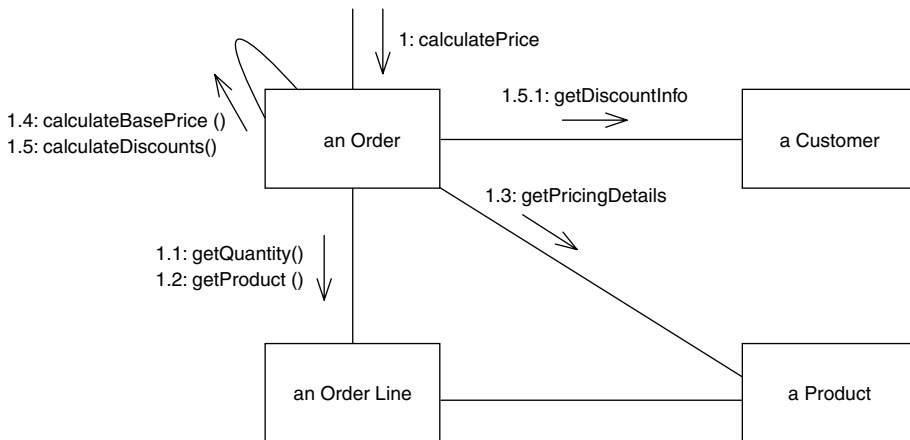 1: calculatePrice
1.5.1: getDiscountInfo
1.4: calculateBasePrice ()
1.5: calculateDiscounts()
an Order
a Customer
1.3: getPricingDetails
1.1: getQuantity()
1.2: getProduct ()
an Order Line
a Product